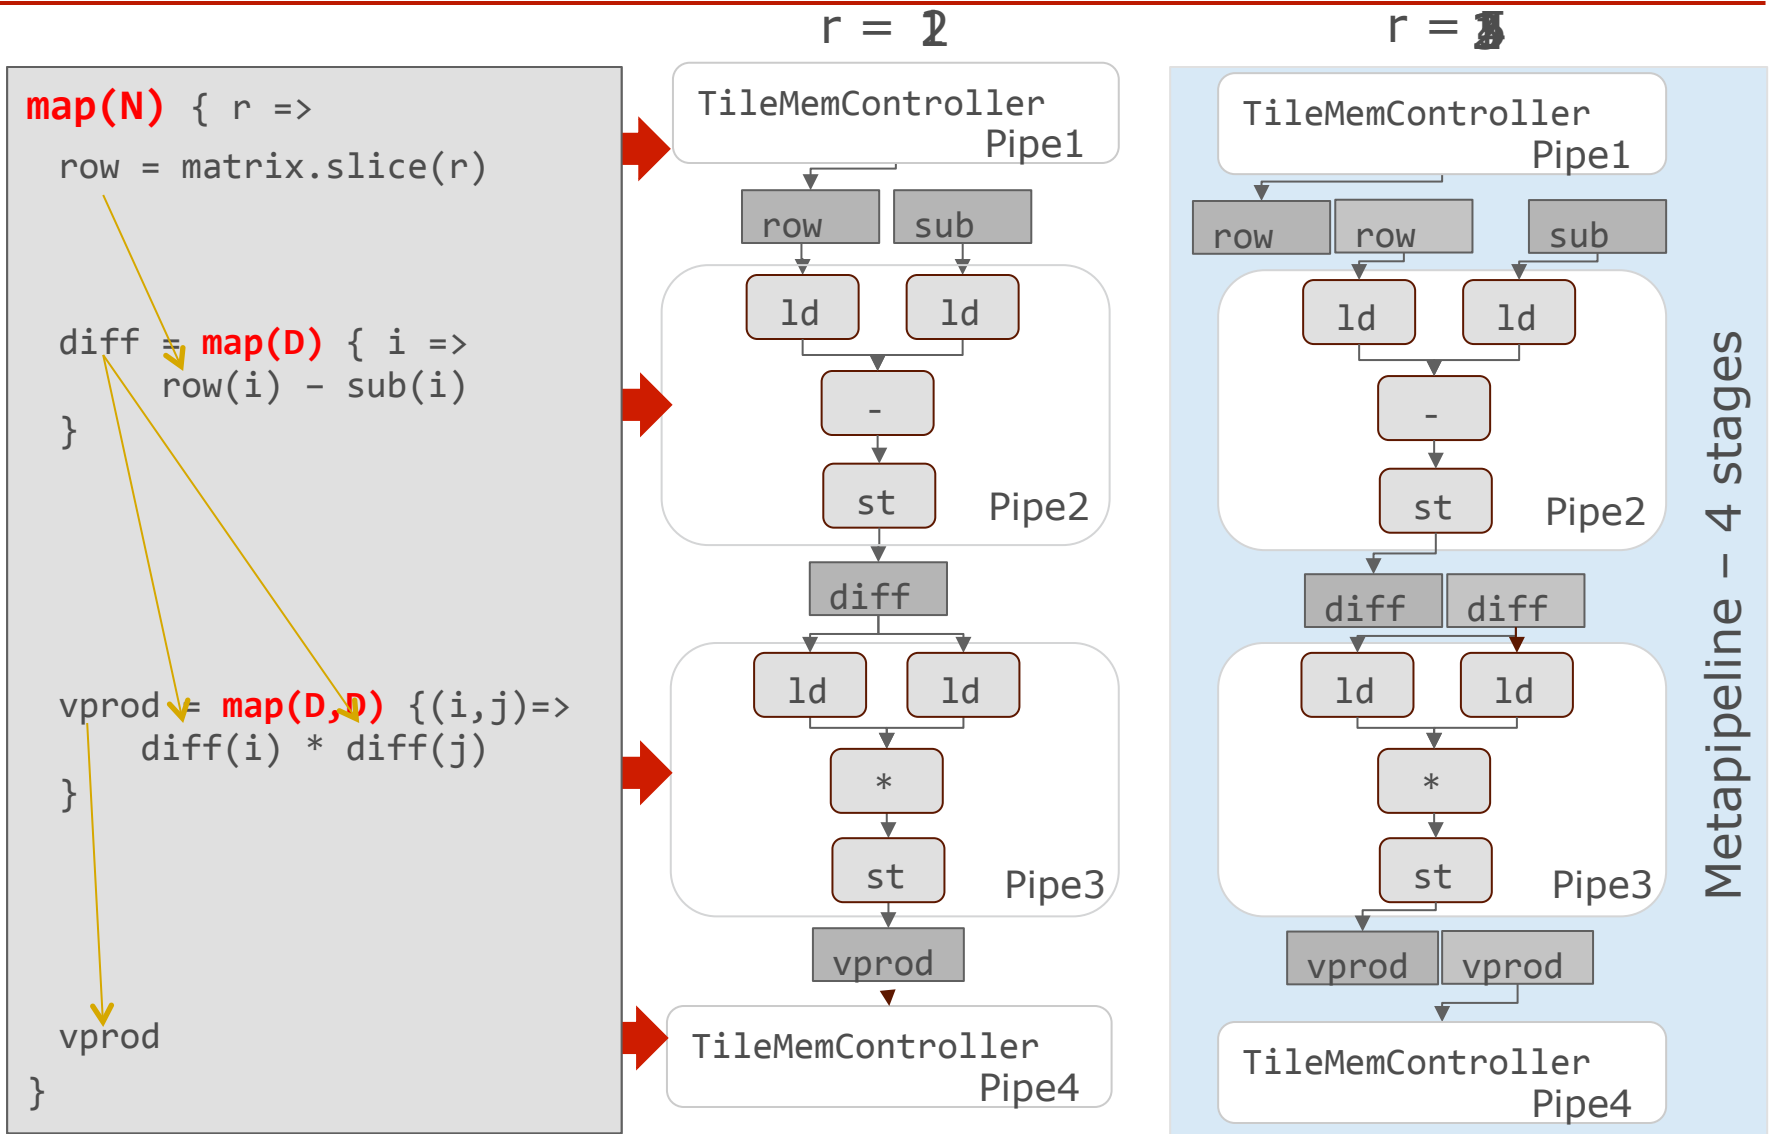 r =
r =
map(N) { r =>
row = matrix.slice(r)
diff = map(D) { i =>
row(i) – sub(i)
}
vprod = map(D,D) {(i,j)=>
diff(i) * diff(j)
}
vprod
}
TileMemController
Pipe1
row sub
ld ld
-
st
Pipe2
diff
ld ld
*
st
Pipe3
vprod
TileMemController
Pipe4
TileMemController
Pipe1
row row sub
ld ld
-
st
Pipe2
diff diff
ld ld
*
st
Pipe3
vprod vprod
TileMemController
Pipe4
Metapipeline – 4 stages